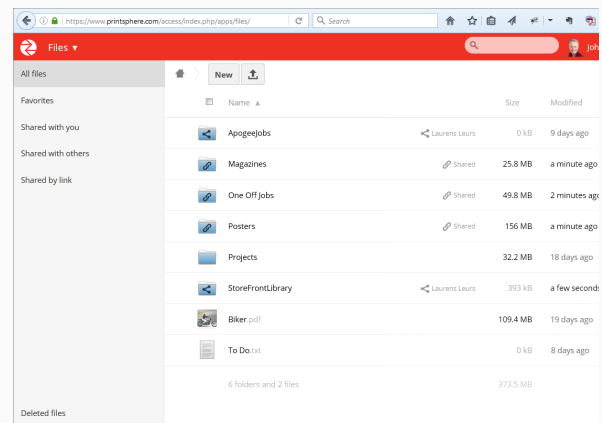 https://www.printsphere.com/access/index.php/apps/files/
Search
Files ▾
Joh
All files
Favorites
Shared with you
Shared with others
Shared by link
Deleted files
New
Name ▲ Size Modified
ApogeeJobs Laurens Leurs 0 kB 9 days ago
Magazines Shared 25.8 MB a minute ago
One Off Jobs Shared 49.8 MB 2 minutes ago
Posters Shared 156 MB a minute ago
Projects 32.2 MB 18 days ago
StoreFrontLibrary Laurens Leurs 393 kB a few seconds
Biker.pdf 109.4 MB 19 days ago
To Do.txt 0 kB 8 days ago
6 folders and 2 files 373.5 MB